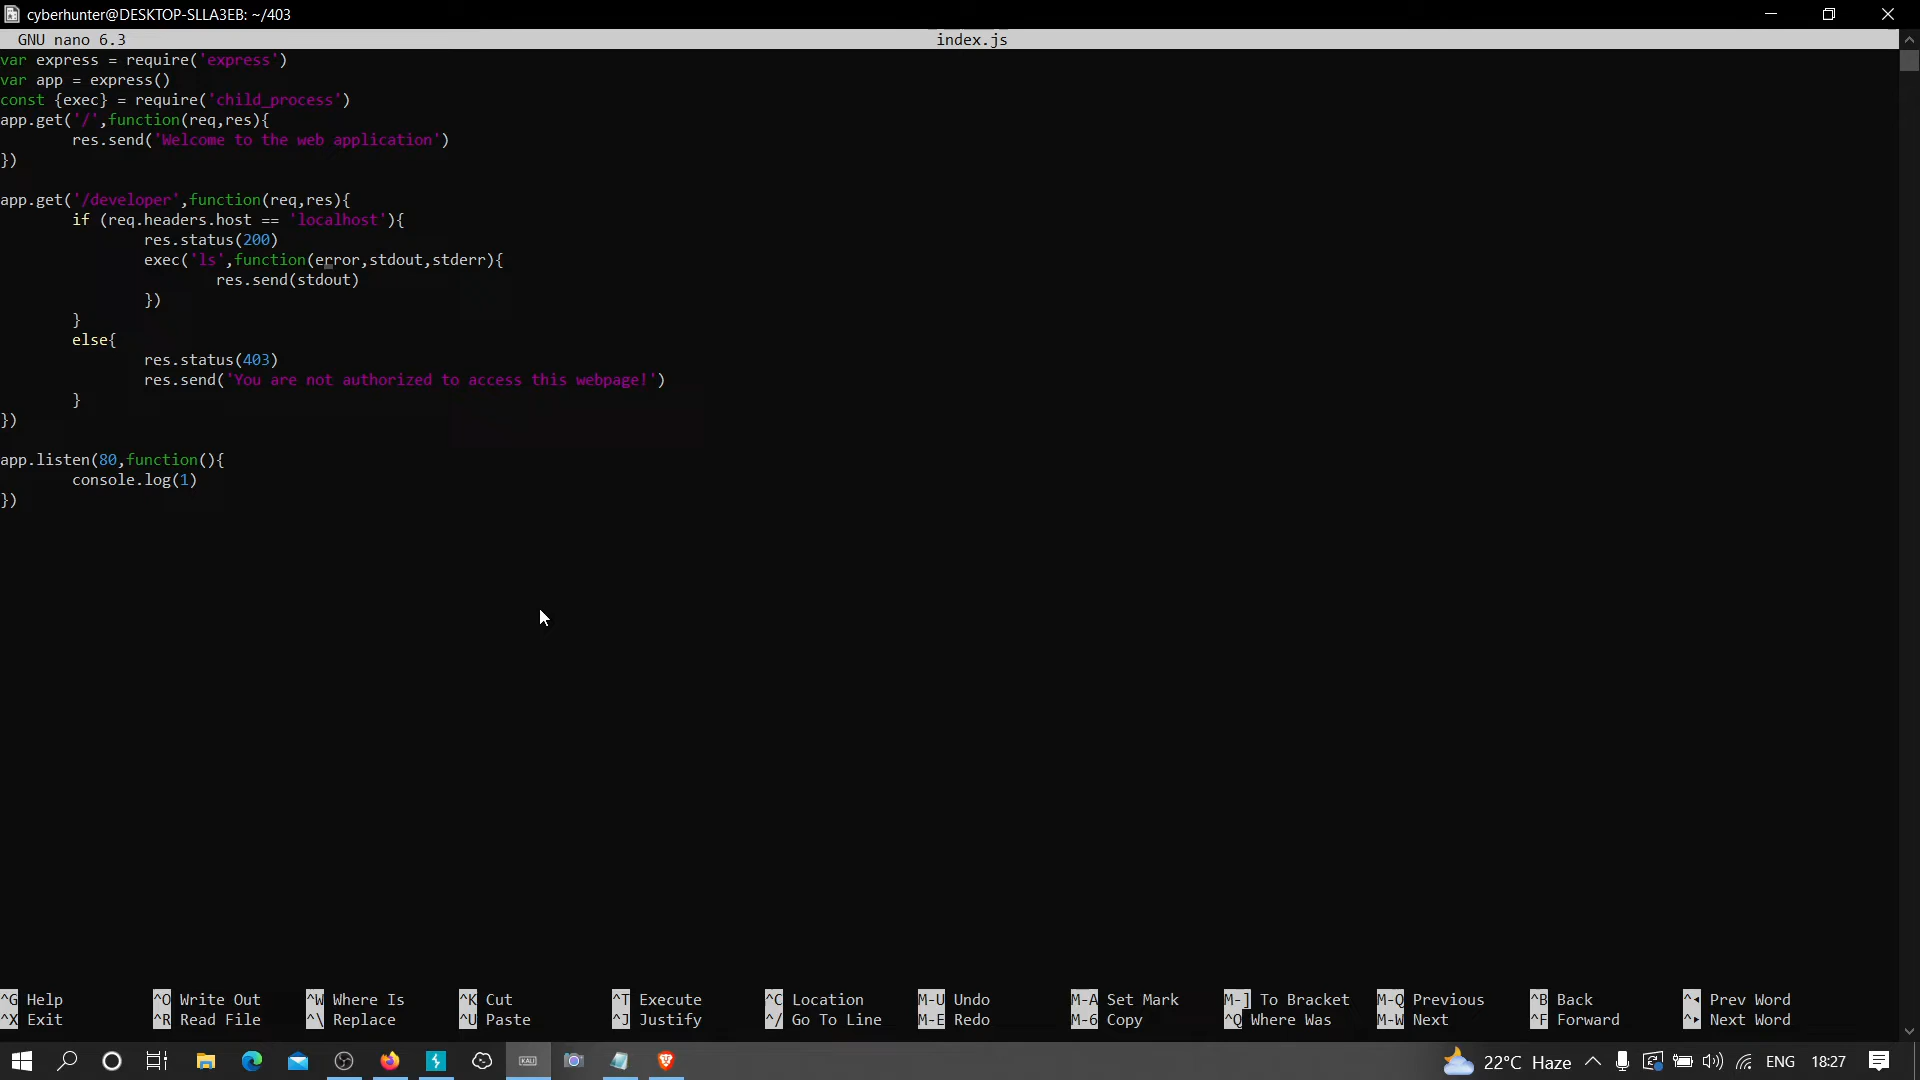 cyberhunter@DESKTOP-SLLA3EB: ~/403
GNU nano 6.3 index.js
var express = require('express')
var app = express()
const {exec} = require('child_process')
app.get('/',function(req,res){
        res.send('Welcome to the web application')
})

app.get('/developer',function(req,res){
        if (req.headers.host == 'localhost'){
                res.status(200)
                exec('ls',function(error,stdout,stderr){
                        res.send(stdout)
                })
        }
        else{
                res.status(403)
                res.send('You are not authorized to access this webpage!')
        }
})

app.listen(80,function(){
        console.log(1)
})
^G Help ^O Write Out ^W Where Is ^K Cut ^T Execute ^C Location M-U Undo M-A Set Mark M-] To Bracket M-Q Previous ^B Back ^◂ Prev Word
^X Exit ^R Read File ^\ Replace ^U Paste ^J Justify ^/ Go To Line M-E Redo M-6 Copy ^Q Where Was M-W Next ^F Forward ^▸ Next Word
KALI 22°C Haze ENG 18:27